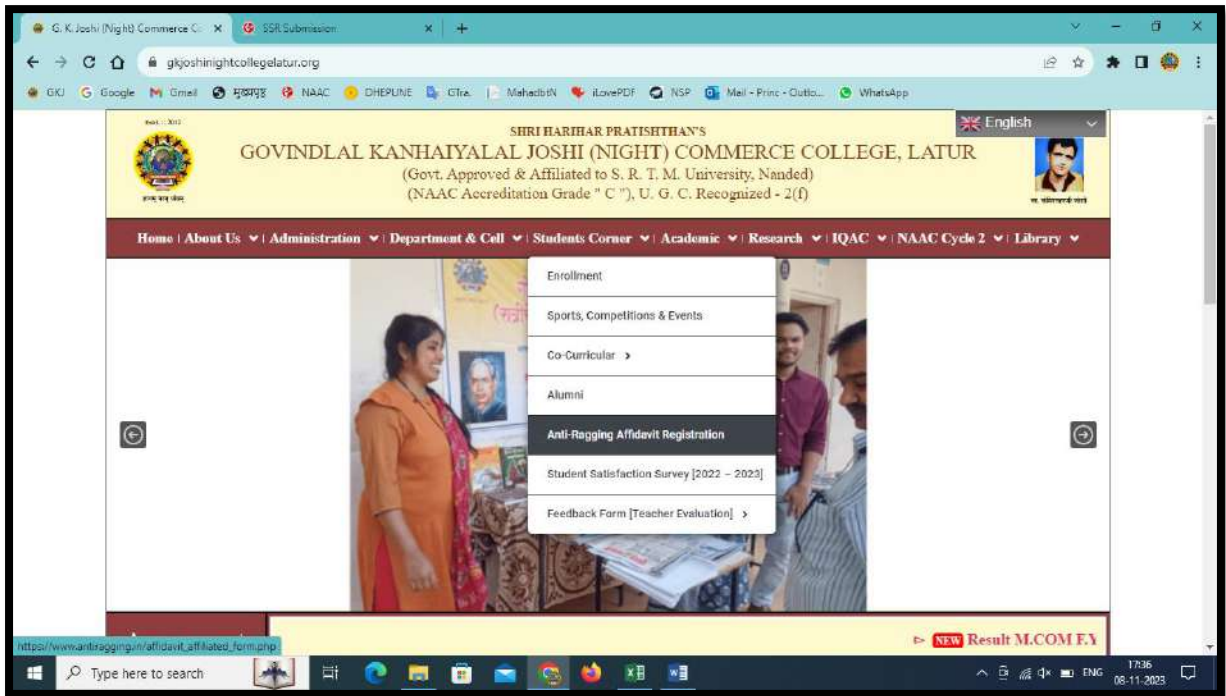 G. K. Joshi (Night) Commerce C
SSR Submission
gkjoshinightcollegelatur.org
GKJ
Google
Gmail
मुख्यपृष्ठ
NAAC
DHEPUNE
GTra.
MahadbtN
iLovePDF
NSP
Mail - Princ - Outlo...
WhatsApp
English
SHRI HARIHAR PRATISHTHAN'S
GOVINDLAL KANHAIYALAL JOSHI (NIGHT) COMMERCE COLLEGE, LATUR
(Govt. Approved & Affiliated to S. R. T. M. University, Nanded)
(NAAC Accreditation Grade " C "), U. G. C. Recognized - 2(f)
Home | About Us | Administration | Department & Cell | Students Corner | Academic | Research | IQAC | NAAC Cycle 2 | Library
Enrollment
Sports, Competitions & Events
Co-Curricular >
Alumni
Anti-Ragging Affidavit Registration
Student Satisfaction Survey [2022 – 2023]
Feedback Form [Teacher Evaluation] >
NEW Result M.COM F.Y
https://www.antiragging.in/affidavit_affiliated_form.php
Type here to search
ENG
17:36
08-11-2023